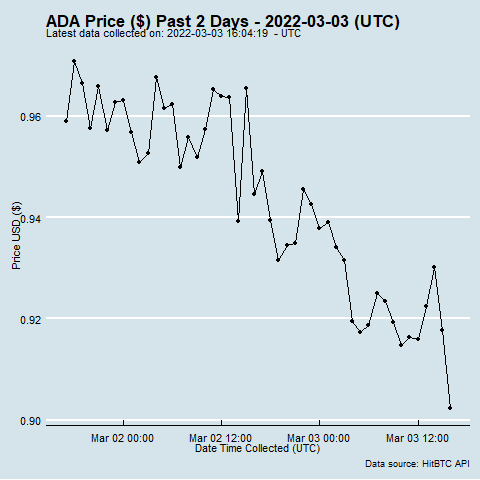 ADA Price ($) Past 2 Days - 2022-03-03 (UTC)
Latest data collected on: 2022-03-03 16:04:19  - UTC
0.96
0.94
0.92
0.90
Price USD ($)
Mar 02 00:00 Mar 02 12:00 Mar 03 00:00 Mar 03 12:00
Date Time Collected (UTC)
Data source: HitBTC API